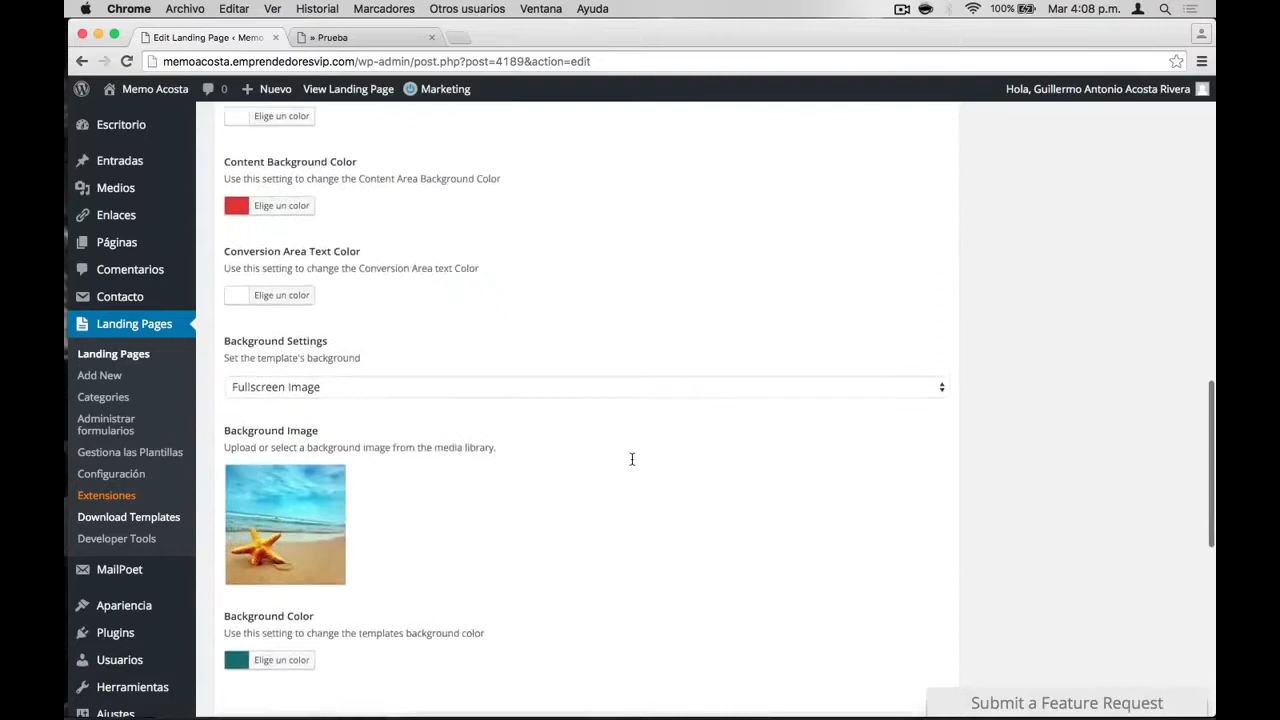 Chrome Archivo Editar Ver Historial Marcadores Otros usuarios Ventana Ayuda 100% Mar 4:08 p.m.
Edit Landing Page ‹ Memo × » Prueba ×
memoacosta.emprendedoresvip.com/wp-admin/post.php?post=4189&action=edit
Memo Acosta 0 + Nuevo View Landing Page Marketing Hola, Guillermo Antonio Acosta Rivera
Escritorio
Entradas
Medios
Enlaces
Páginas
Comentarios
Contacto
Landing Pages
Landing Pages
Add New
Categories
Administrar
formularios
Gestiona las Plantillas
Configuración
Extensiones
Download Templates
Developer Tools
MailPoet
Apariencia
Plugins
Usuarios
Herramientas
Ajustes
Elige un color
Content Background Color
Use this setting to change the Content Area Background Color
Elige un color
Conversion Area Text Color
Use this setting to change the Conversion Area text Color
Elige un color
Background Settings
Set the template's background
Fullscreen Image
Background Image
Upload or select a background image from the media library.
Background Color
Use this setting to change the templates background color
Elige un color
Submit a Feature Request